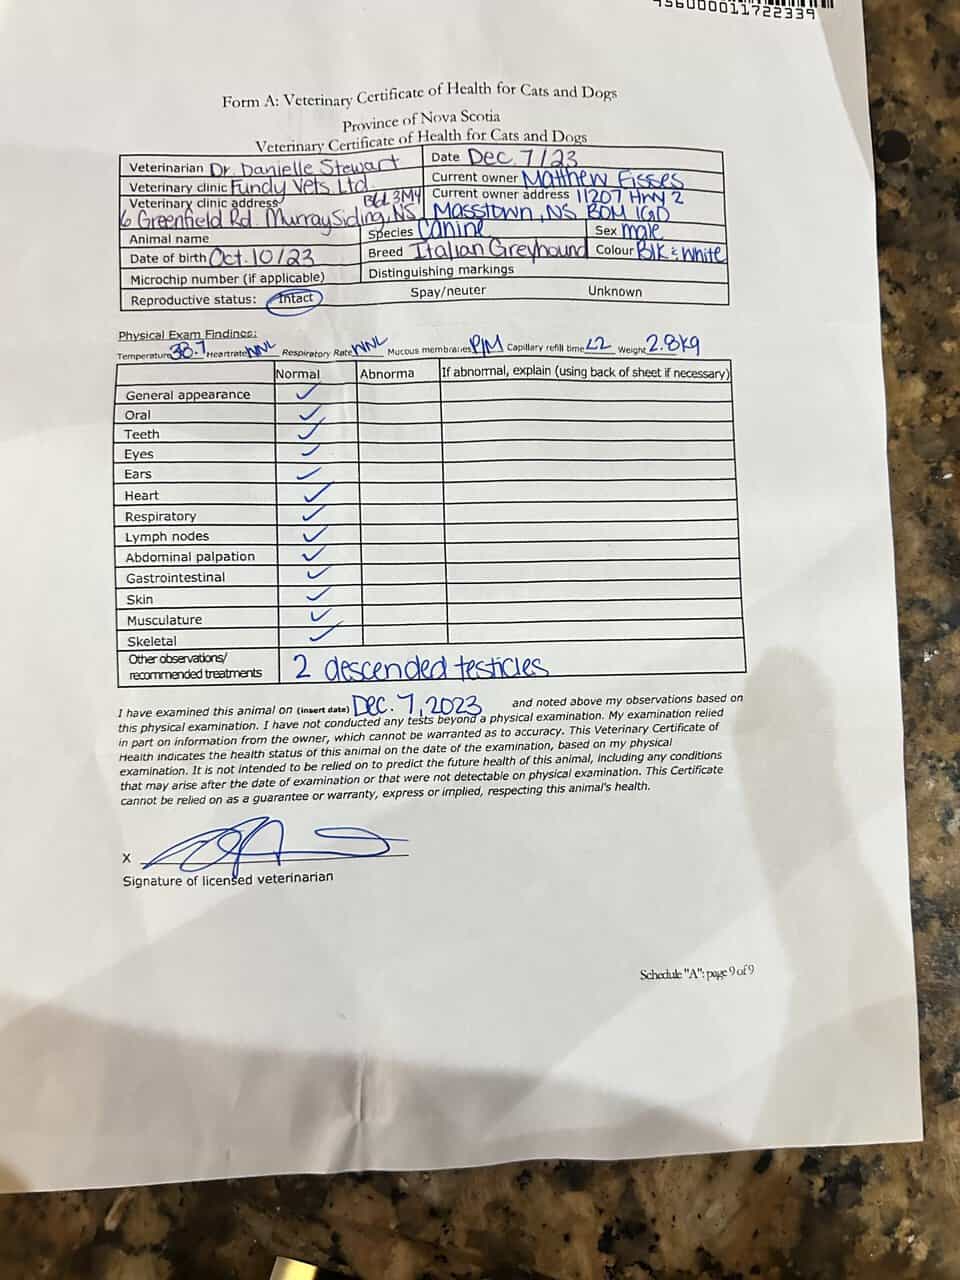 956000011722339
Form A: Veterinary Certificate of Health for Cats and Dogs
Province of Nova Scotia
Veterinary Certificate of Health for Cats and Dogs
Veterinarian Dr. Danielle Stewart Date Dec. 7/23
Veterinary clinic Fundy Vets Ltd. Current owner Matthew Eisses
Veterinary clinic address B6L 3M4 Current owner address 11207 Hwy 2
6 Greenfield Rd. Murray Siding, NS Masstown, NS B0M 1G0
Animal name Species Canine Sex male
Date of birth Oct. 10/23 Breed Italian Greyhound Colour Blk & White
Microchip number (if applicable) Distinguishing markings
Reproductive status: Intact Spay/neuter Unknown
Physical Exam Findings:
Temperature 38.7 Heartrate WNL Respiratory Rate WNL Mucous membranes P/M Capillary refill time <2 Weight 2.8kg
Normal Abnorma If abnormal, explain (using back of sheet if necessary)
General appearance
Oral
Teeth
Eyes
Ears
Heart
Respiratory
Lymph nodes
Abdominal palpation
Gastrointestinal
Skin
Musculature
Skeletal
Other observations/
recommended treatments 2 descended testicles
I have examined this animal on (insert date) Dec. 7, 2023 and noted above my observations based on
this physical examination. I have not conducted any tests beyond a physical examination. My examination relied
in part on information from the owner, which cannot be warranted as to accuracy. This Veterinary Certificate of
Health indicates the health status of this animal on the date of the examination, based on my physical
examination. It is not intended to be relied on to predict the future health of this animal, including any conditions
that may arise after the date of examination or that were not detectable on physical examination. This Certificate
cannot be relied on as a guarantee or warranty, express or implied, respecting this animal's health.
X
Signature of licensed veterinarian
Schedule "A": page 9 of 9